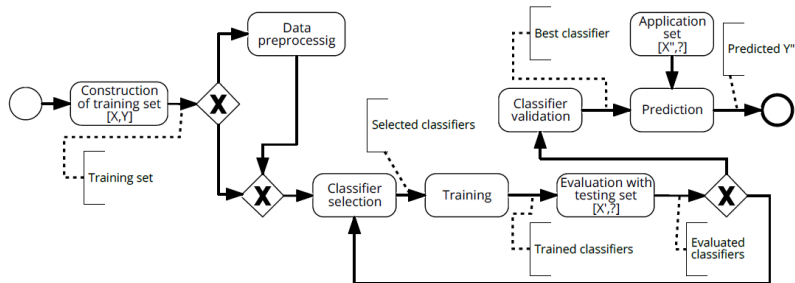 Data
preprocessig
Construction
of training set
[X,Y]
X
Training set
X
Classifier
selection
Selected classifiers
Training
Trained classifiers
Evaluation with
testing set
[X',?]
Evaluated
classifiers
X
Classifier
validation
Best classifier
Application
set
[X",?]
Prediction
Predicted Y"